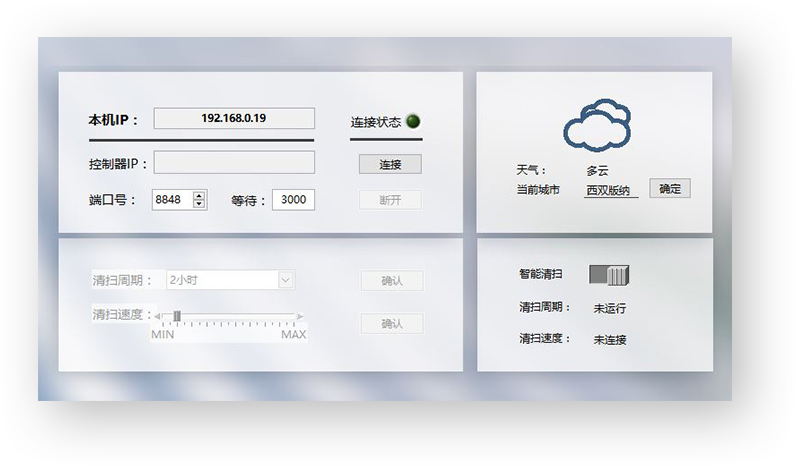 本机IP： 192.168.0.19 连接状态
控制器IP： 连接
端口号： 8848 等待： 3000 断开
天气： 多云
当前城市 西双版纳 确定
清扫周期： 2小时 确认
清扫速度： 确认
MIN MAX
智能清扫
清扫周期： 未运行
清扫速度： 未连接